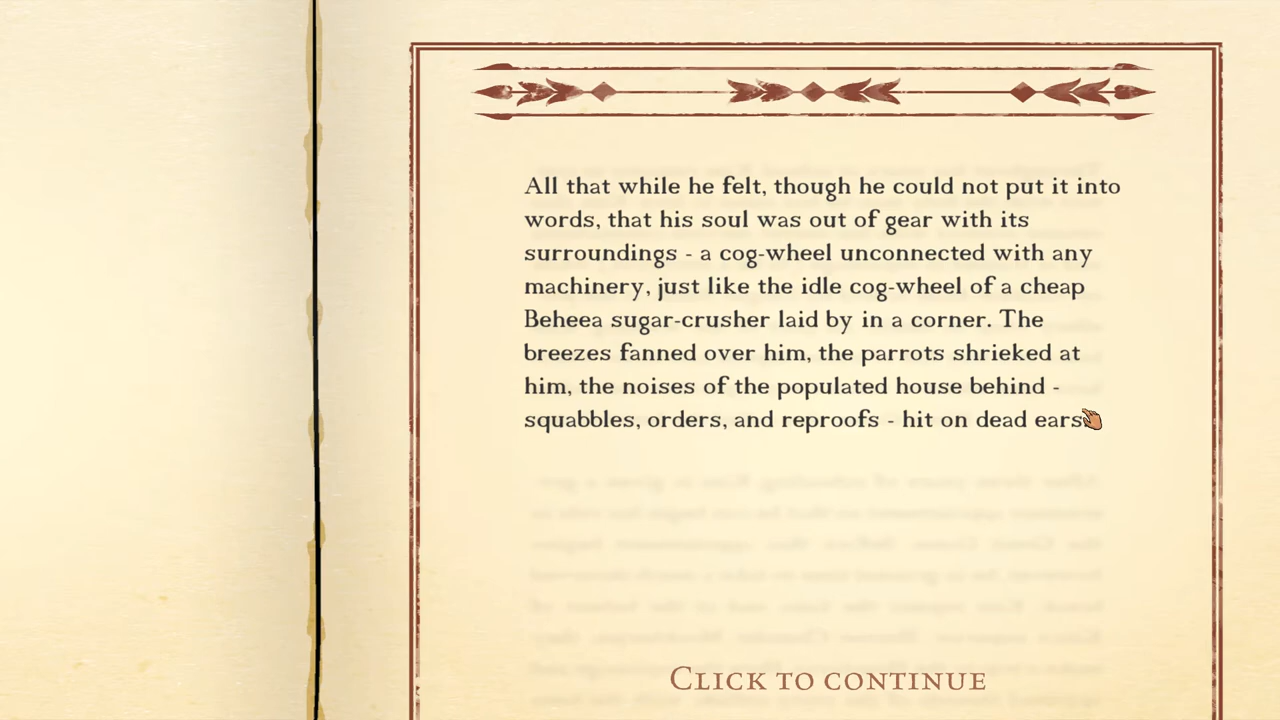 All that while he felt, though he could not put it into
words, that his soul was out of gear with its
surroundings - a cog-wheel unconnected with any
machinery, just like the idle cog-wheel of a cheap
Beheea sugar-crusher laid by in a corner. The
breezes fanned over him, the parrots shrieked at
him, the noises of the populated house behind -
squabbles, orders, and reproofs - hit on dead ears
Click to continue